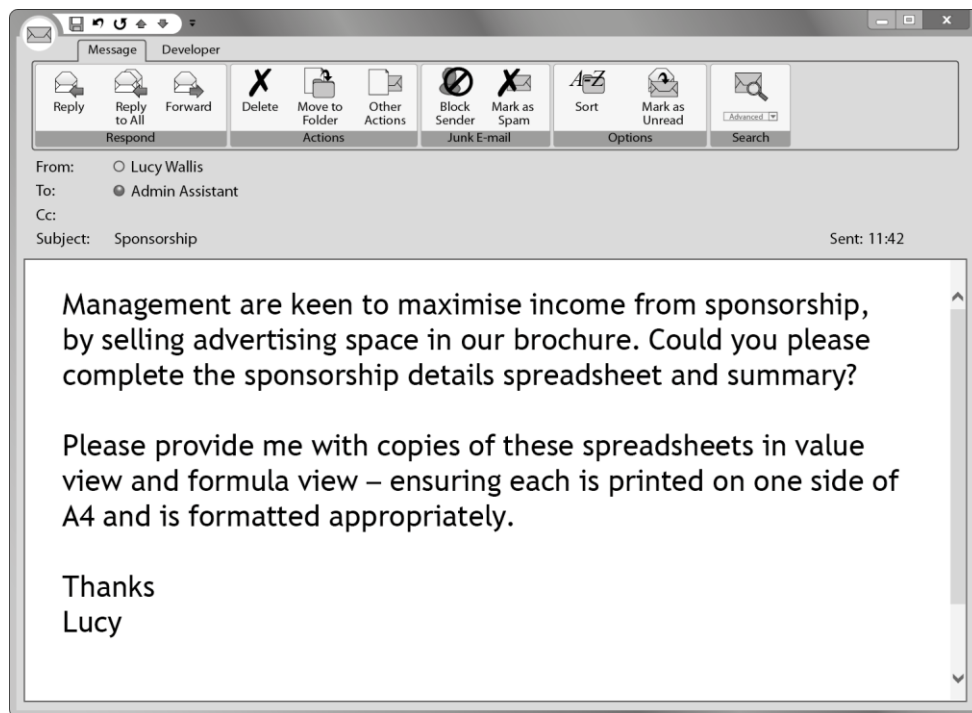 Message Developer
Reply Reply to All Forward Delete Move to Folder Other Actions Block Sender Mark as Spam A=Z Sort Mark as Unread Advanced
Respond Actions Junk E-mail Options Search
From: Lucy Wallis
To: Admin Assistant
Cc:
Subject: Sponsorship Sent: 11:42
Management are keen to maximise income from sponsorship,
by selling advertising space in our brochure. Could you please
complete the sponsorship details spreadsheet and summary?
Please provide me with copies of these spreadsheets in value
view and formula view – ensuring each is printed on one side of
A4 and is formatted appropriately.
Thanks
Lucy